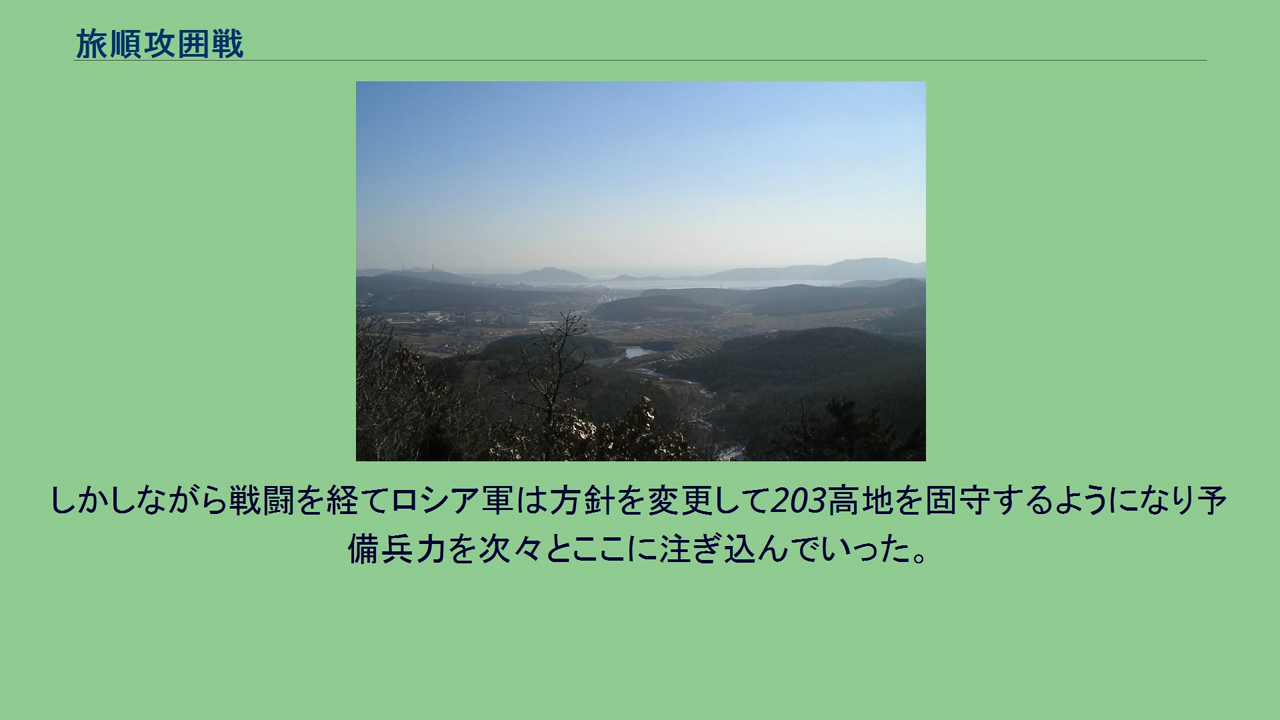 旅順攻囲戦
しかしながら戦闘を経てロシア軍は方針を変更して203高地を固守するようになり予
備兵力を次々とここに注ぎ込んでいった。